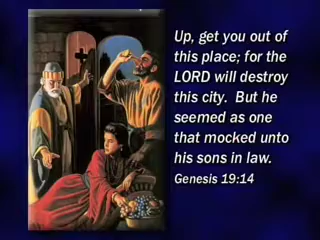 Up, get you out of
this place; for the
LORD will destroy
this city.  But he
seemed as one
that mocked unto
his sons in law.
Genesis 19:14